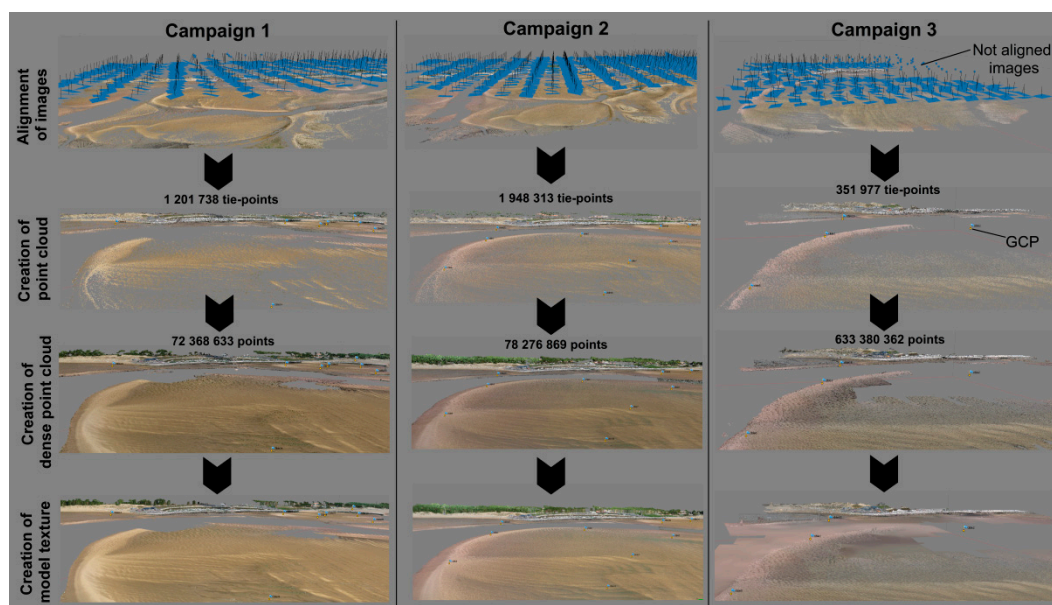 Campaign 1
Campaign 2
Campaign 3
Alignment
of images
Not aligned
images
1 201 738 tie-points
1 948 313 tie-points
351 977 tie-points
Creation of
point cloud
GCP
72 368 633 points
78 276 869 points
633 380 362 points
Creation of
dense point cloud
Creation of
model texture